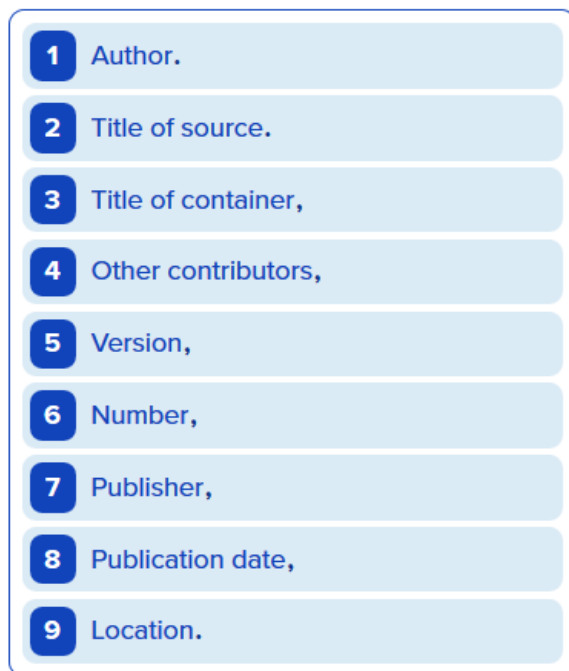 1 Author.
2 Title of source.
3 Title of container,
4 Other contributors,
5 Version,
6 Number,
7 Publisher,
8 Publication date,
9 Location.